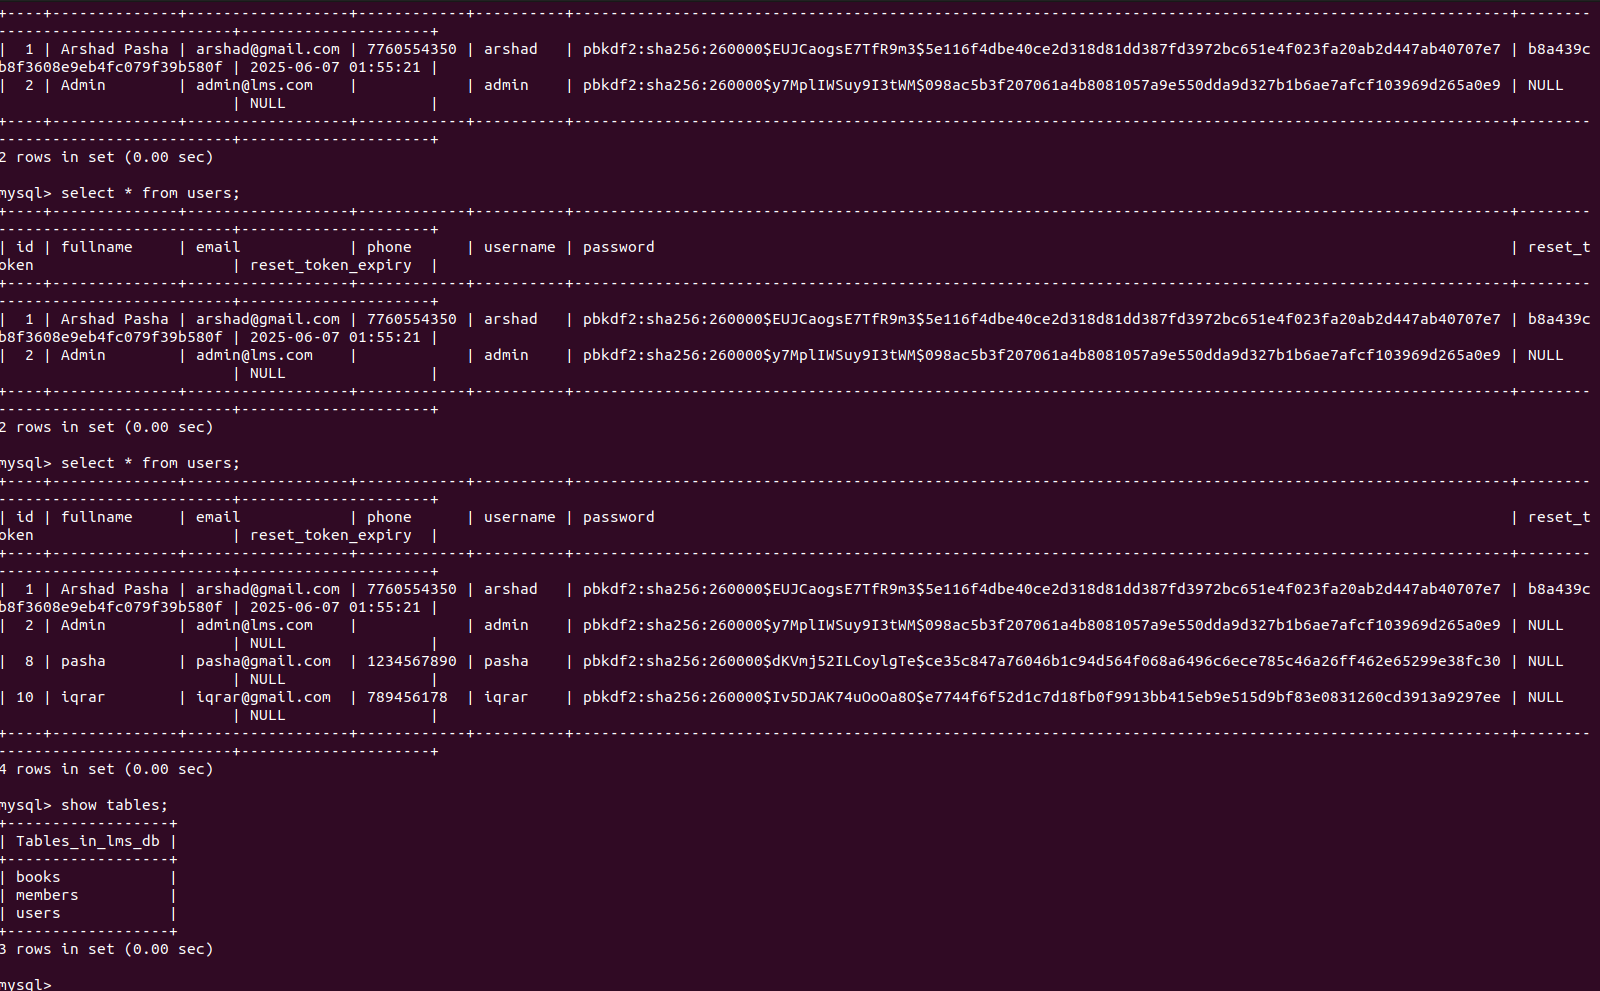 +----+--------------+------------------+------------+----------+--------------------------------------------------------------------------------------------------------+--------
--------------------------+---------------------+
|  1 | Arshad Pasha | arshad@gmail.com | 7760554350 | arshad   | pbkdf2:sha256:260000$EUJCaogsE7TfR9m3$5e116f4dbe40ce2d318d81dd387fd3972bc651e4f023fa20ab2d447ab40707e7 | b8a439c
b8f3608e9eb4fc079f39b580f | 2025-06-07 01:55:21 |
|  2 | Admin        | admin@lms.com    |            | admin    | pbkdf2:sha256:260000$y7MplIWSuy9I3tWM$098ac5b3f207061a4b8081057a9e550dda9d327b1b6ae7afcf103969d265a0e9 | NULL
                          | NULL                |
+----+--------------+------------------+------------+----------+--------------------------------------------------------------------------------------------------------+--------
--------------------------+---------------------+
2 rows in set (0.00 sec)

mysql> select * from users;
+----+--------------+------------------+------------+----------+--------------------------------------------------------------------------------------------------------+--------
--------------------------+---------------------+
| id | fullname     | email            | phone      | username | password                                                                                               | reset_t
oken                      | reset_token_expiry  |
+----+--------------+------------------+------------+----------+--------------------------------------------------------------------------------------------------------+--------
--------------------------+---------------------+
|  1 | Arshad Pasha | arshad@gmail.com | 7760554350 | arshad   | pbkdf2:sha256:260000$EUJCaogsE7TfR9m3$5e116f4dbe40ce2d318d81dd387fd3972bc651e4f023fa20ab2d447ab40707e7 | b8a439c
b8f3608e9eb4fc079f39b580f | 2025-06-07 01:55:21 |
|  2 | Admin        | admin@lms.com    |            | admin    | pbkdf2:sha256:260000$y7MplIWSuy9I3tWM$098ac5b3f207061a4b8081057a9e550dda9d327b1b6ae7afcf103969d265a0e9 | NULL
                          | NULL                |
+----+--------------+------------------+------------+----------+--------------------------------------------------------------------------------------------------------+--------
--------------------------+---------------------+
2 rows in set (0.00 sec)

mysql> select * from users;
+----+--------------+------------------+------------+----------+--------------------------------------------------------------------------------------------------------+--------
--------------------------+---------------------+
| id | fullname     | email            | phone      | username | password                                                                                               | reset_t
oken                      | reset_token_expiry  |
+----+--------------+------------------+------------+----------+--------------------------------------------------------------------------------------------------------+--------
--------------------------+---------------------+
|  1 | Arshad Pasha | arshad@gmail.com | 7760554350 | arshad   | pbkdf2:sha256:260000$EUJCaogsE7TfR9m3$5e116f4dbe40ce2d318d81dd387fd3972bc651e4f023fa20ab2d447ab40707e7 | b8a439c
b8f3608e9eb4fc079f39b580f | 2025-06-07 01:55:21 |
|  2 | Admin        | admin@lms.com    |            | admin    | pbkdf2:sha256:260000$y7MplIWSuy9I3tWM$098ac5b3f207061a4b8081057a9e550dda9d327b1b6ae7afcf103969d265a0e9 | NULL
                          | NULL                |
|  8 | pasha        | pasha@gmail.com  | 1234567890 | pasha    | pbkdf2:sha256:260000$dKVmj52ILCoylgTe$ce35c847a76046b1c94d564f068a6496c6ece785c46a26ff462e65299e38fc30 | NULL
                          | NULL                |
| 10 | iqrar        | iqrar@gmail.com  | 789456178  | iqrar    | pbkdf2:sha256:260000$Iv5DJAK74uOoOa8O$e7744f6f52d1c7d18fb0f9913bb415eb9e515d9bf83e0831260cd3913a9297ee | NULL
                          | NULL                |
+----+--------------+------------------+------------+----------+--------------------------------------------------------------------------------------------------------+--------
--------------------------+---------------------+
4 rows in set (0.00 sec)

mysql> show tables;
+------------------+
| Tables_in_lms_db |
+------------------+
| books            |
| members          |
| users            |
+------------------+
3 rows in set (0.00 sec)

mysql>